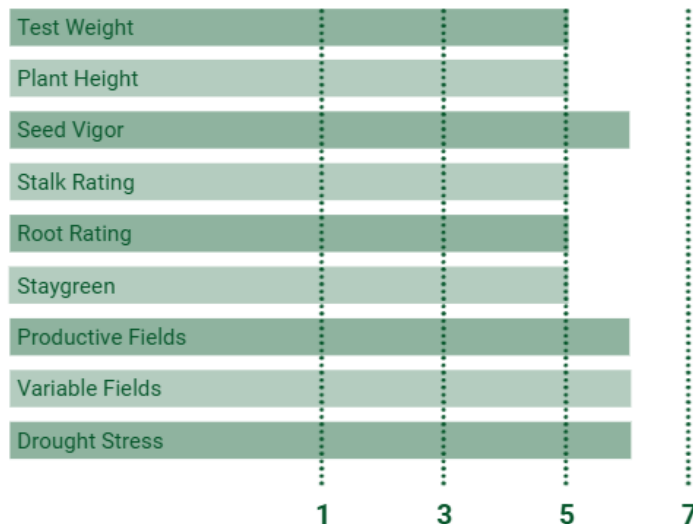 Test Weight
Plant Height
Seed Vigor
Stalk Rating
Root Rating
Staygreen
Productive Fields
Variable Fields
Drought Stress
1 3 5 7